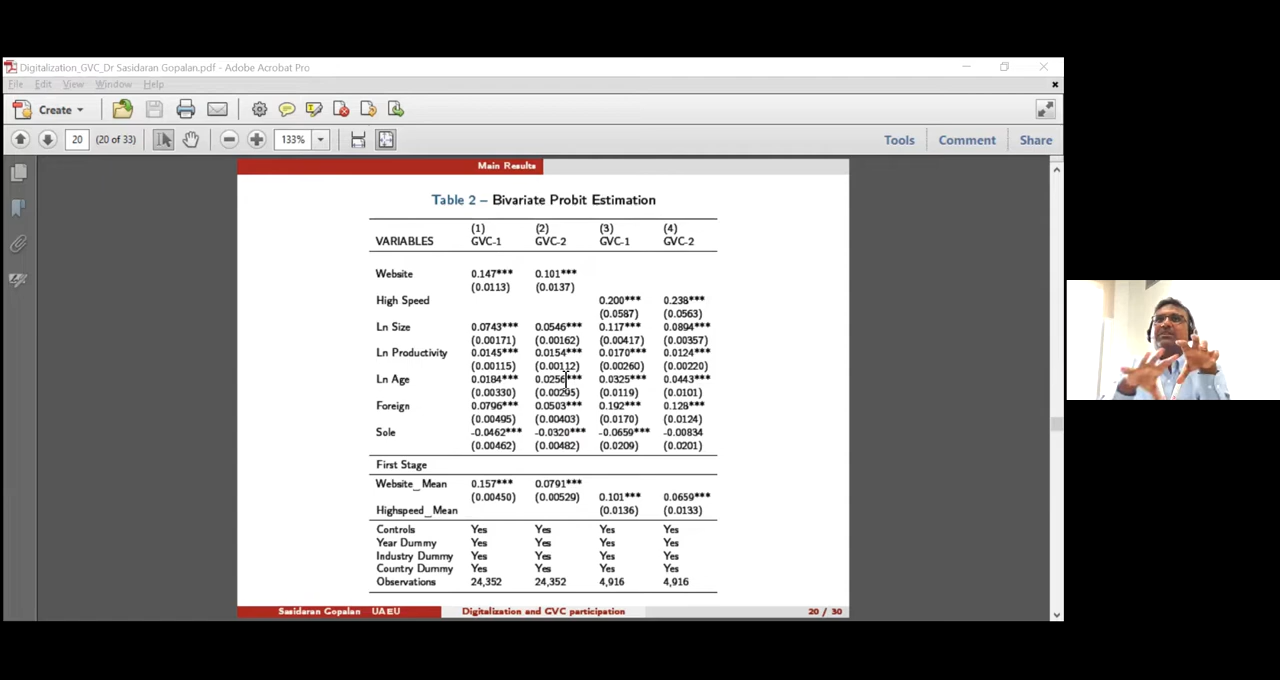 Digitalization_GVC_Dr Sasidaran Gopalan.pdf - Adobe Acrobat Pro
File Edit View Window Help
Create
20 (20 of 33) 133% Tools Comment Share
Main Results
Table 2 – Bivariate Probit Estimation
(1) (2) (3) (4)
VARIABLES GVC-1 GVC-2 GVC-1 GVC-2
Website 0.147*** 0.101***
(0.0113) (0.0137)
High Speed 0.200*** 0.238***
(0.0587) (0.0563)
Ln Size 0.0743*** 0.0546*** 0.117*** 0.0894***
(0.00171) (0.00162) (0.00417) (0.00357)
Ln Productivity 0.0145*** 0.0154*** 0.0170*** 0.0124***
(0.00115) (0.00112) (0.00260) (0.00220)
Ln Age 0.0184*** 0.0256*** 0.0325*** 0.0443***
(0.00330) (0.00295) (0.0119) (0.0101)
Foreign 0.0796*** 0.0503*** 0.192*** 0.128***
(0.00495) (0.00403) (0.0170) (0.0124)
Sole -0.0462*** -0.0320*** -0.0659*** -0.00834
(0.00462) (0.00482) (0.0209) (0.0201)
First Stage
Website_Mean 0.157*** 0.0791***
(0.00450) (0.00529) 0.101*** 0.0659***
Highspeed_Mean (0.0136) (0.0133)
Controls Yes Yes Yes Yes
Year Dummy Yes Yes Yes Yes
Industry Dummy Yes Yes Yes Yes
Country Dummy Yes Yes Yes Yes
Observations 24,352 24,352 4,916 4,916
Sasidaran Gopalan UAEU Digitalization and GVC participation 20 / 30